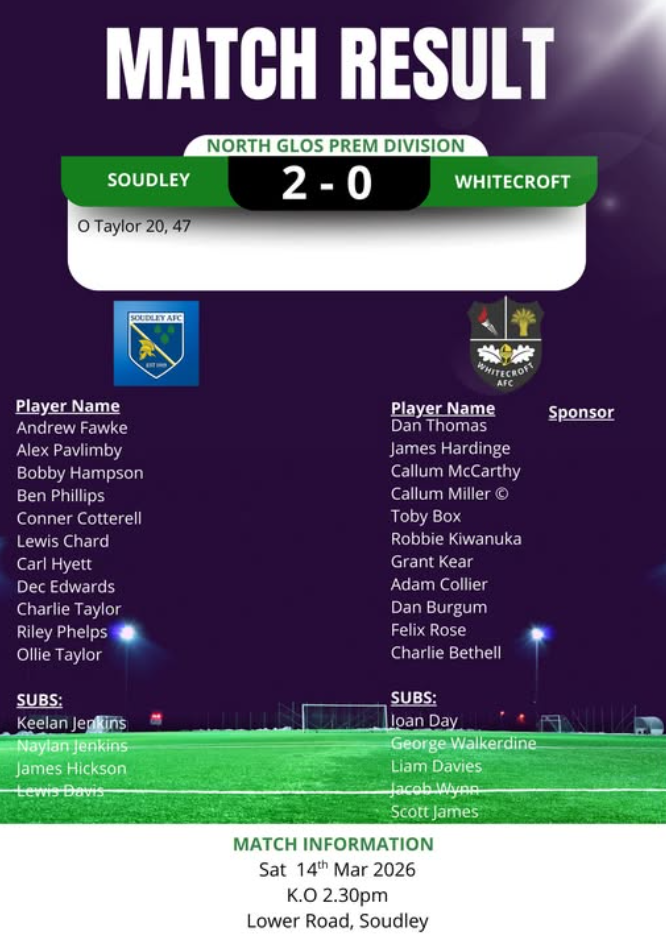 MATCH RESULT
NORTH GLOS PREM DIVISION
SOUDLEY 2 - 0 WHITECROFT
O Taylor 20, 47
SOUDLEY AFC
EST 1909
WHITECROFT
AFC
Player Name
Andrew Fawke
Alex Pavlimby
Bobby Hampson
Ben Phillips
Conner Cotterell
Lewis Chard
Carl Hyett
Dec Edwards
Charlie Taylor
Riley Phelps
Ollie Taylor
SUBS:
Keelan Jenkins
Naylan Jenkins
James Hickson
Lewis Davis
Player Name Sponsor
Dan Thomas
James Hardinge
Callum McCarthy
Callum Miller ©
Toby Box
Robbie Kiwanuka
Grant Kear
Adam Collier
Dan Burgum
Felix Rose
Charlie Bethell
SUBS:
Ioan Day
George Walkerdine
Liam Davies
Jacob Wynn
Scott James
MATCH INFORMATION
Sat 14th Mar 2026
K.O 2.30pm
Lower Road, Soudley